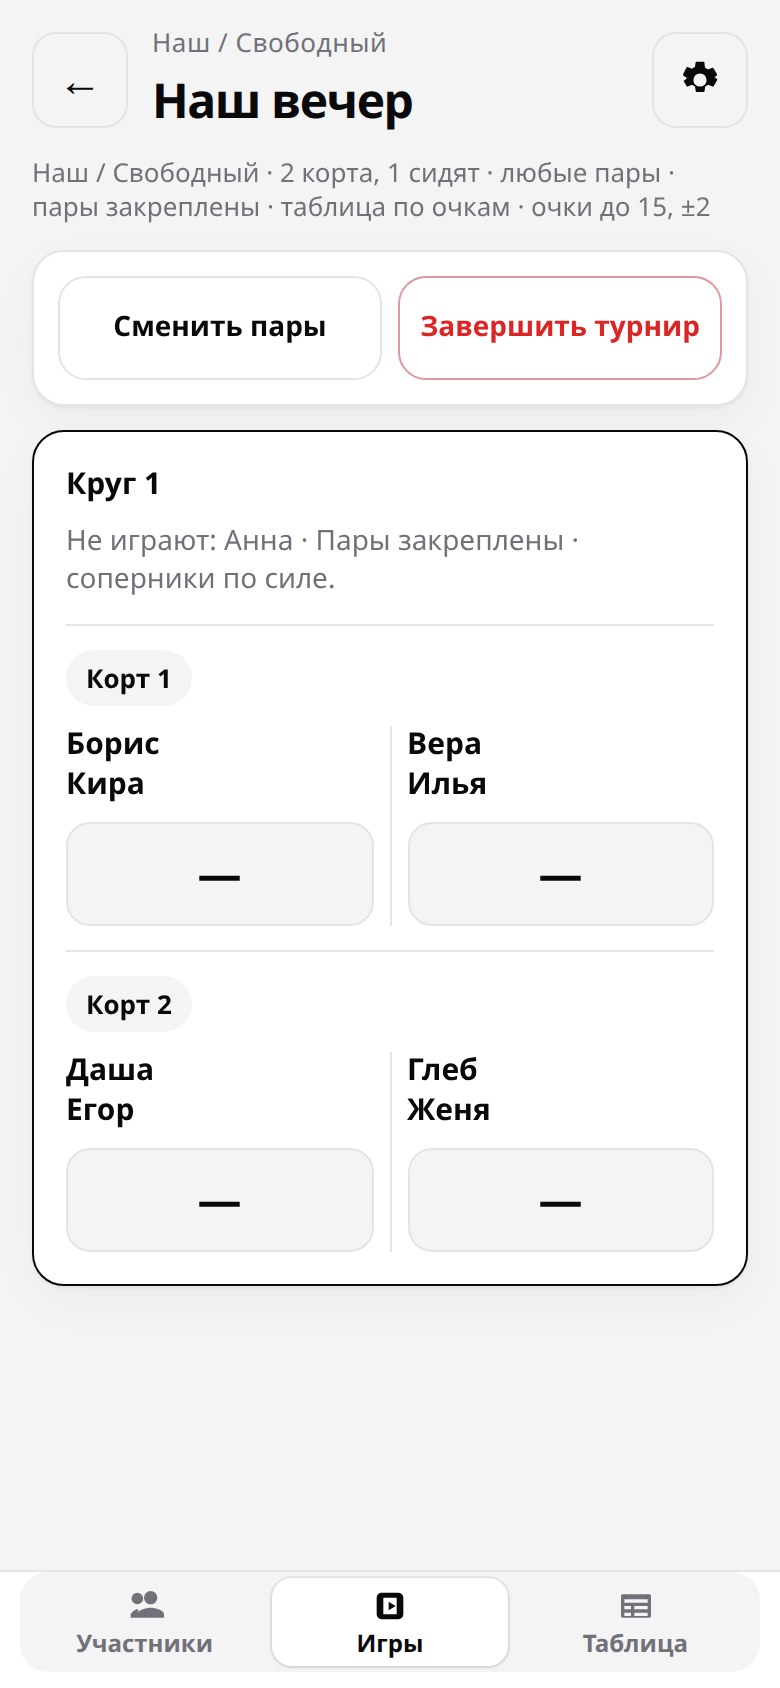 ←
Наш / Свободный
Наш вечер
Наш / Свободный · 2 корта, 1 сидят · любые пары ·
пары закреплены · таблица по очкам · очки до 15, ±2
Сменить пары
Завершить турнир
Круг 1
Не играют: Анна · Пары закреплены ·
соперники по силе.
Корт 1
Борис
Кира
Вера
Илья
—
—
Корт 2
Даша
Егор
Глеб
Женя
—
—
Участники
Игры
Таблица